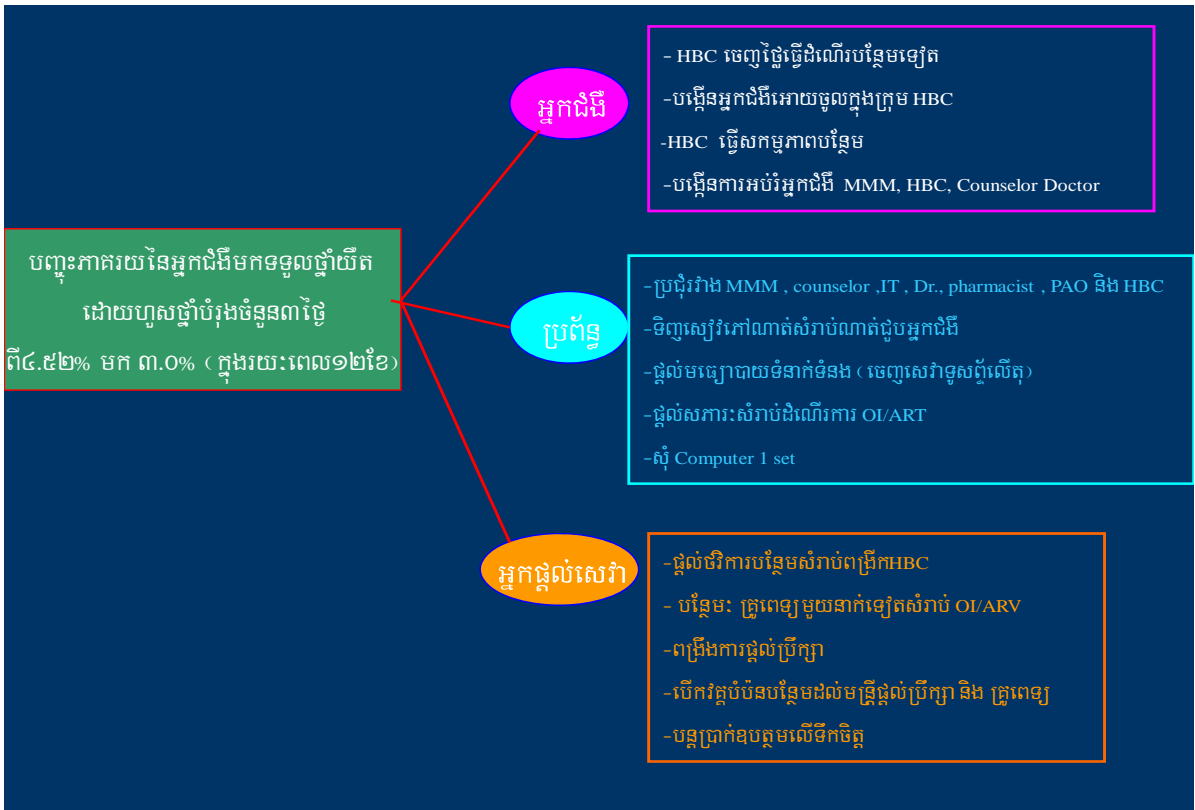 បញ្ចុះភាគរយនៃអ្នកជំងឺមកទទួលថ្នាំយឺត
ដោយហួសថ្នាំបំរុងចំនួន៣ថ្ងៃ
ពី៤.៥២% មក ៣.០% ( ក្នុងរយៈពេល១២ខែ)
អ្នកជំងឺ
- HBC ចេញថ្លៃធ្វើដំណើរបន្ថែមទៀត
-បង្កើនអ្នកជំងឺអោយចូលក្នុងក្រុម HBC
-HBC ធ្វើសកម្មភាពបន្ថែម
-បង្កើនការអប់រំអ្នកជំងឺ MMM, HBC, Counselor Doctor
ប្រព័ន្ធ
-ប្រជុំរវាង MMM , counselor ,IT , Dr., pharmacist , PAO និង HBC
-ទិញសៀវភៅណាត់សំរាប់ណាត់ជួបអ្នកជំងឺ
-ផ្តល់មធ្យោបាយទំនាក់ទំនង ( ចេញសេវាទូសព្ទ័លើតុ)
-ផ្តល់សភារៈសំរាប់ដំណើរការ OI/ART
-សុំ Computer 1 set
អ្នកផ្តល់សេវា
-ផ្តល់ថវិការបន្ថែមសំរាប់ពង្រីកHBC
- បន្ថែមៈ គ្រូពេទ្យមួយនាក់ទៀតសំរាប់ OI/ARV
-ពង្រឹងការផ្តល់ប្រឹក្សា
-បើកវគ្គបំប៉នបន្ថែមដល់មន្ត្រីផ្តល់ប្រឹក្សា និង គ្រូពេទ្យ
-បន្តប្រាក់ឧបត្ថមលើទឹកចិត្ត